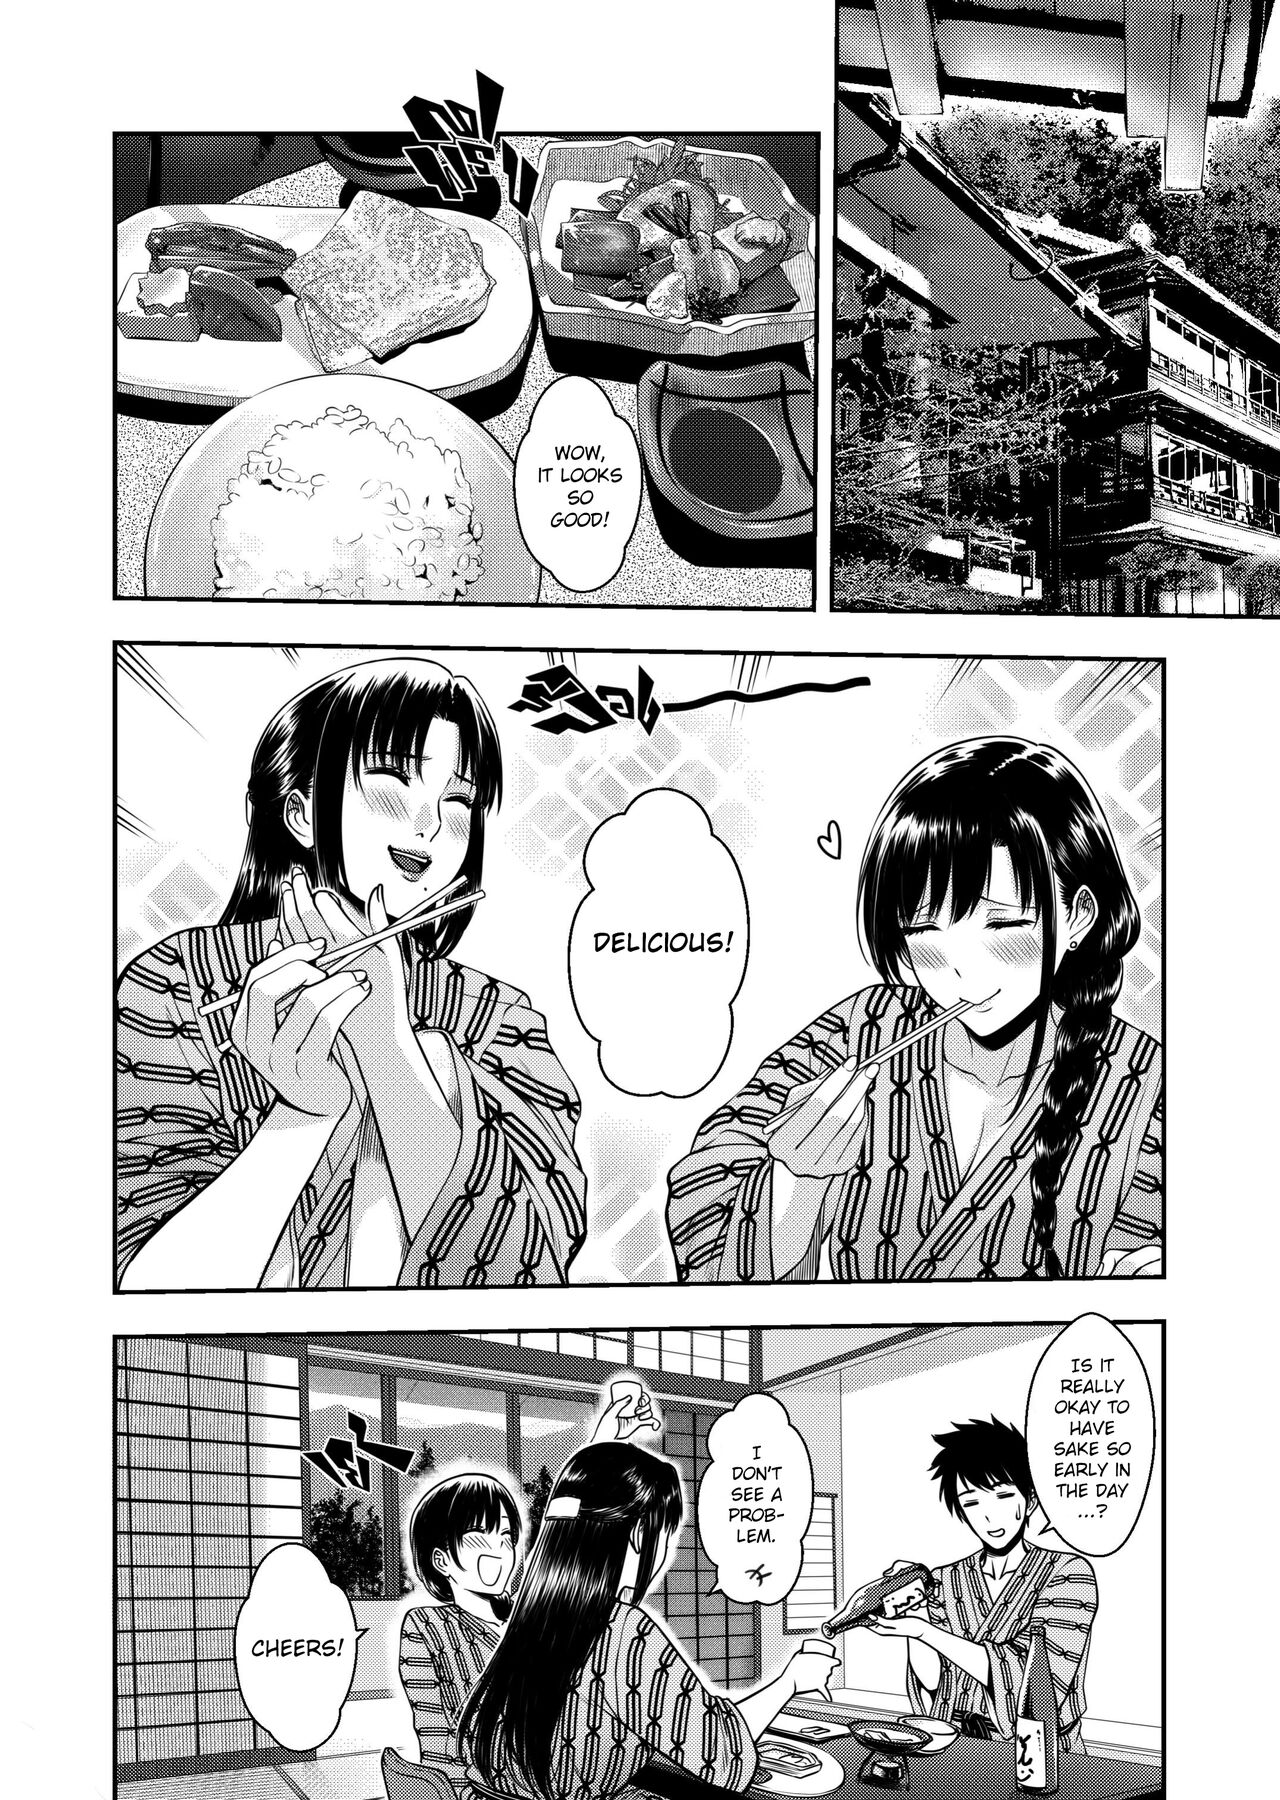 WOW,
IT LOOKS
SO
GOOD!
DELICIOUS!
IS IT
REALLY
OKAY TO
HAVE
SAKE SO
EARLY IN
THE DAY
...?
I
DON'T
SEE A
PROB-
LEM.
CHEERS!